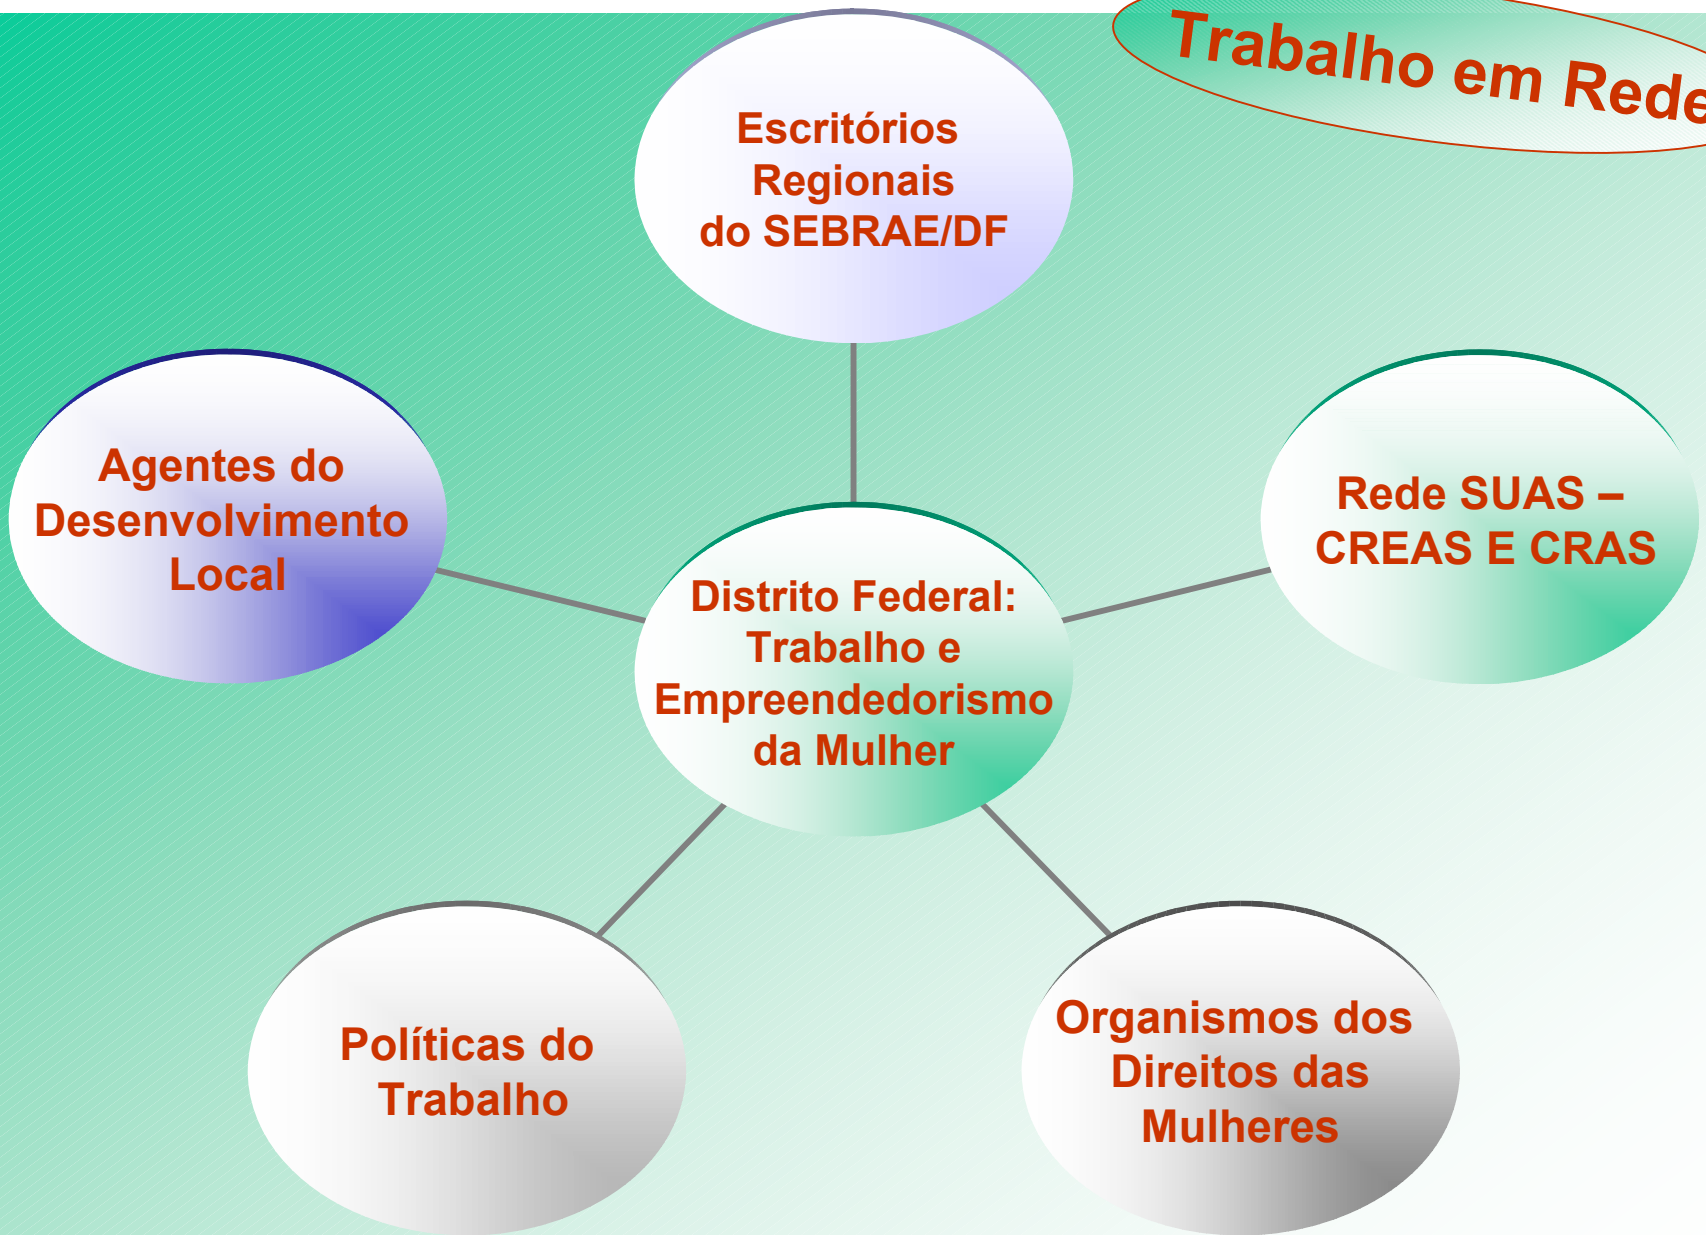 Trabalho em Rede
Escritórios
Regionais
do SEBRAE/DF
Agentes do
Desenvolvimento
Local
Rede SUAS –
CREAS E CRAS
Distrito Federal:
Trabalho e
Empreendedorismo
da Mulher
Políticas do
Trabalho
Organismos dos
Direitos das
Mulheres